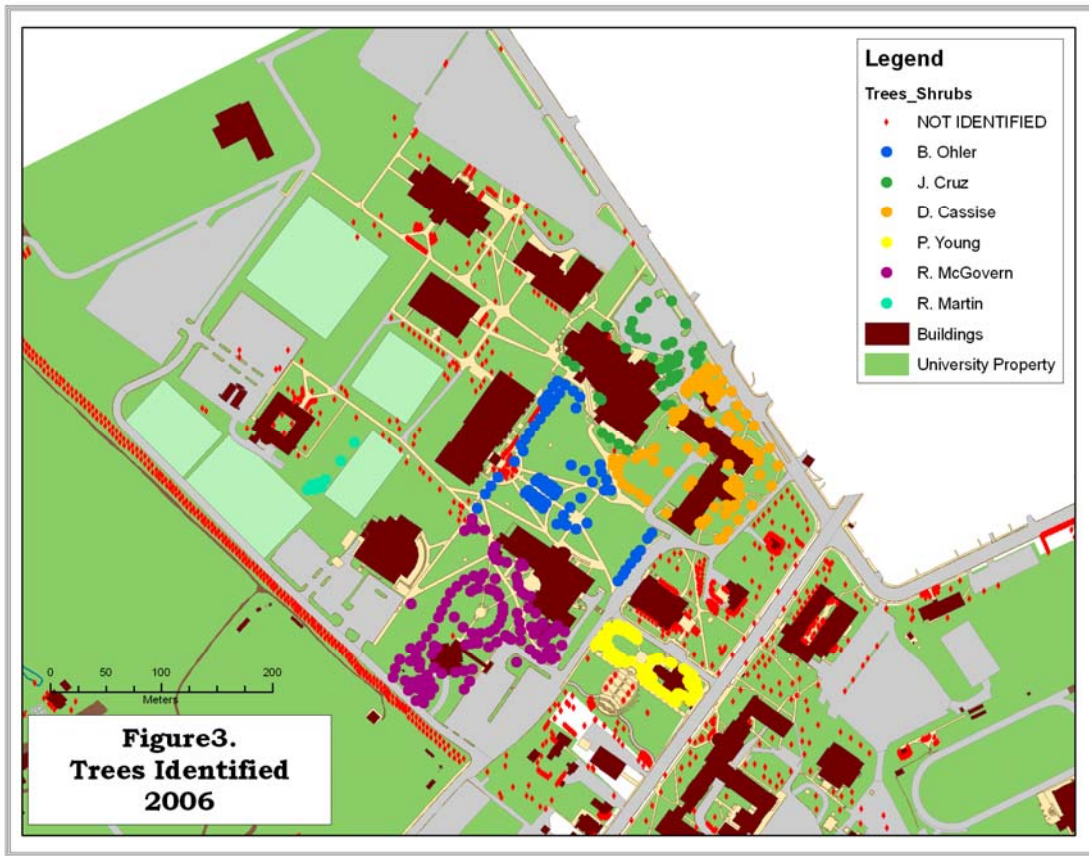 Legend
Trees_Shrubs
NOT IDENTIFIED
B. Ohler
J. Cruz
D. Cassise
P. Young
R. McGovern
R. Martin
Buildings
University Property
0 50 100 200
Meters
Figure3.
Trees Identified
2006